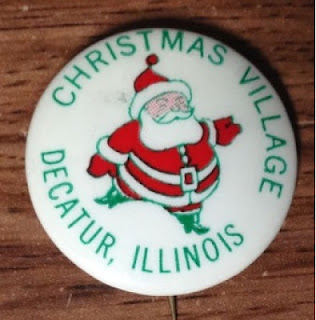 CHRISTMAS VILLAGE
DECATUR, ILLINOIS